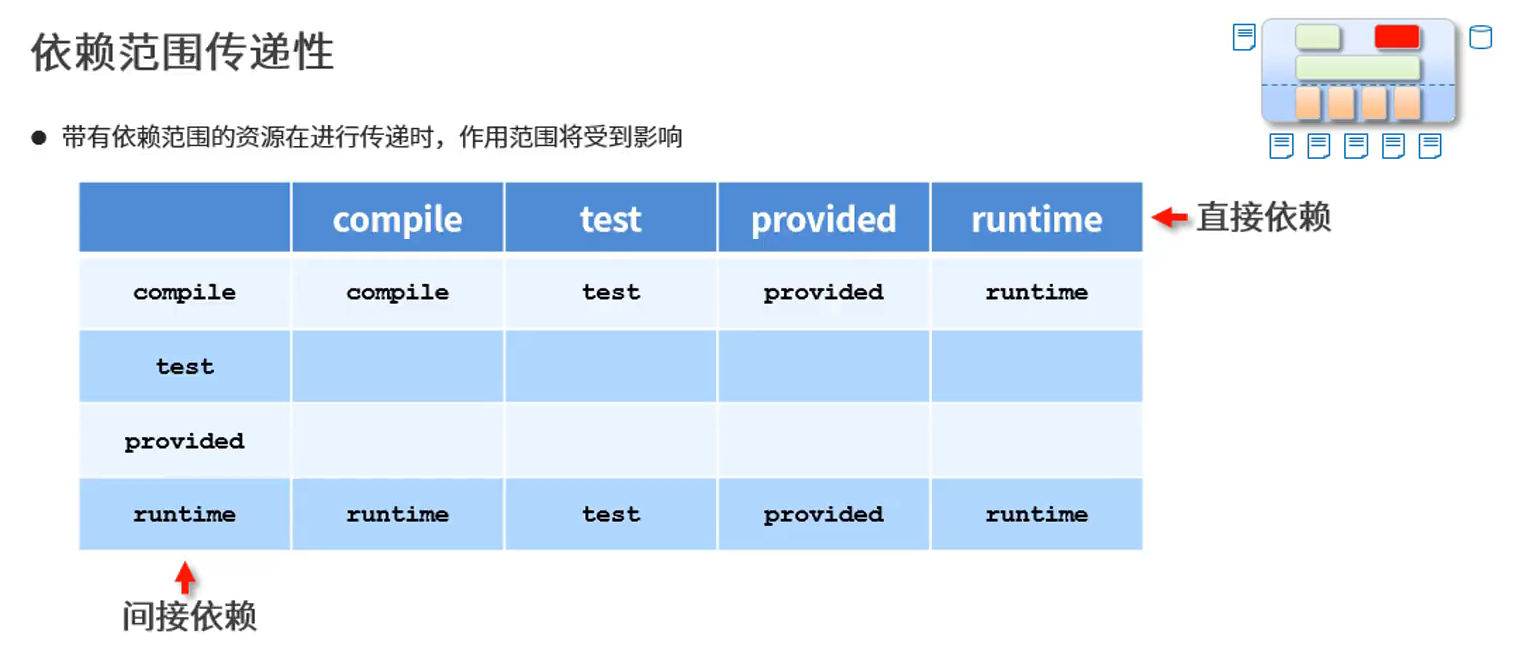 依赖范围传递性
● 带有依赖范围的资源在进行传递时，作用范围将受到影响
compile test provided runtime 直接依赖
compile compile test provided runtime
test
provided
runtime runtime test provided runtime
间接依赖